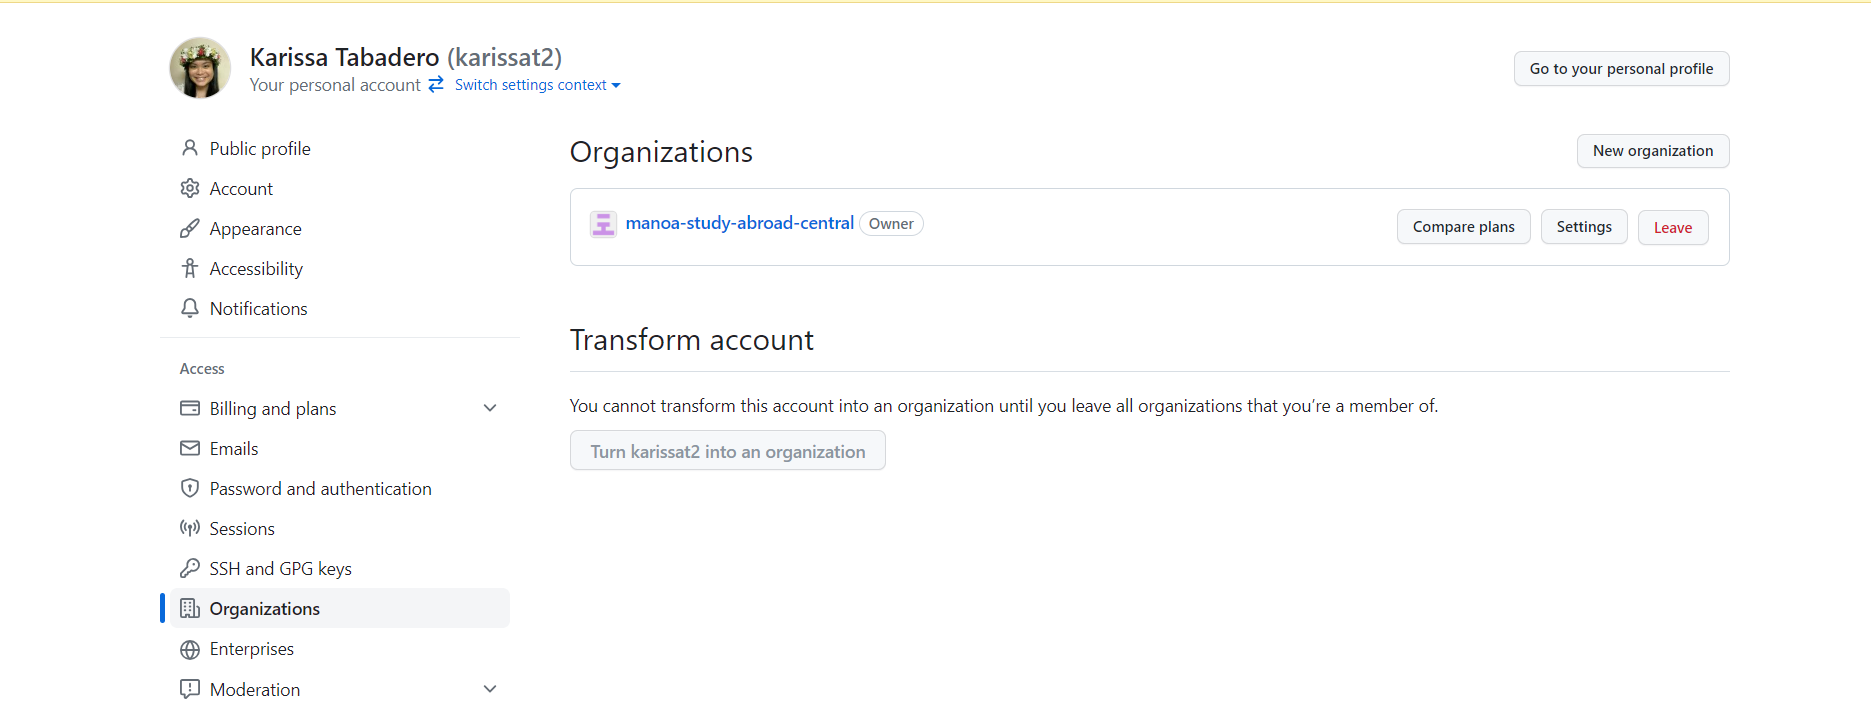 Karissa Tabadero (karissat2)
Your personal account Switch settings context
Go to your personal profile
Public profile
Account
Appearance
Accessibility
Notifications
Access
Billing and plans
Emails
Password and authentication
Sessions
SSH and GPG keys
Organizations
Enterprises
Moderation
Organizations
New organization
manoa-study-abroad-central Owner
Compare plans Settings Leave
Transform account
You cannot transform this account into an organization until you leave all organizations that you’re a member of.
Turn karissat2 into an organization